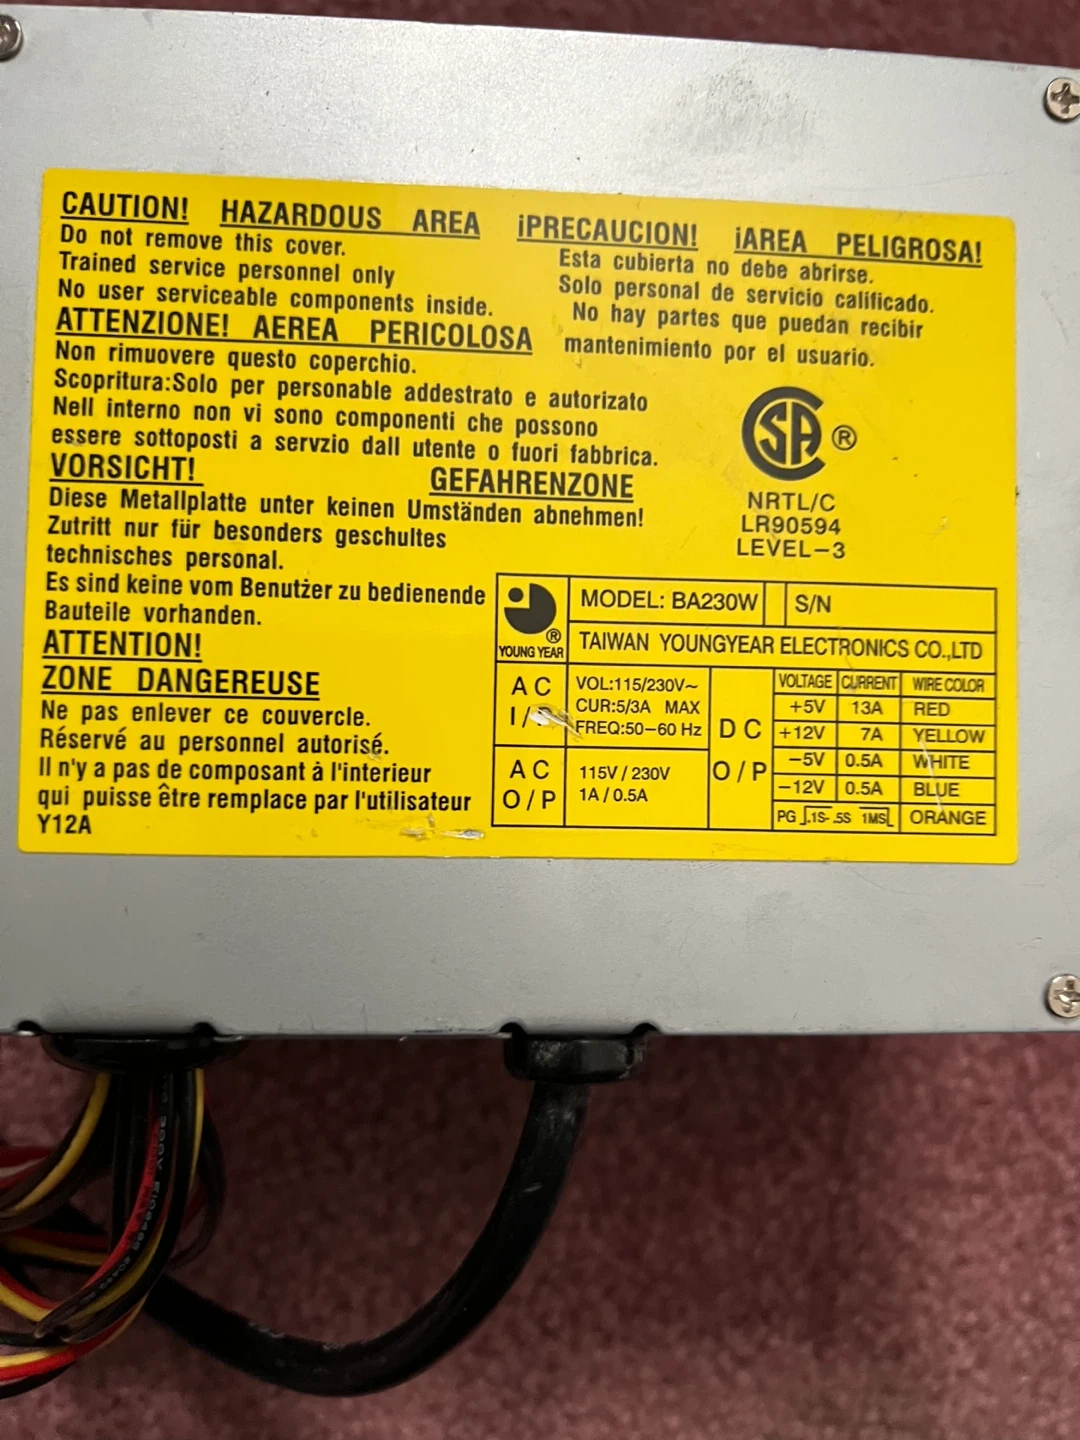 CAUTION! HAZARDOUS AREA
Do not remove this cover.
Trained service personnel only
No user serviceable components inside.
¡PRECAUCION! ¡AREA PELIGROSA!
Esta cubierta no debe abrirse.
Solo personal de servicio calificado.
No hay partes que puedan recibir
mantenimiento por el usuario.
ATTENZIONE! AEREA PERICOLOSA
Non rimuovere questo coperchio.
Scopritura:Solo per personable addestrato e autorizato
Nell interno non vi sono componenti che possono
essere sottoposti a servzio dall utente o fuori fabbrica.
VORSICHT! GEFAHRENZONE
Diese Metallplatte unter keinen Umständen abnehmen!
Zutritt nur für besonders geschultes
technisches personal.
Es sind keine vom Benutzer zu bedienende
Bauteile vorhanden.
ATTENTION!
ZONE DANGEREUSE
Ne pas enlever ce couvercle.
Réservé au personnel autorisé.
Il n'y a pas de composant à l'interieur
qui puisse être remplace par l'utilisateur
Y12A
CSA ®
NRTL/C
LR90594
LEVEL-3
®
YOUNG YEAR
MODEL: BA230W S/N
TAIWAN YOUNGYEAR ELECTRONICS CO.,LTD
AC
I/P
VOL:115/230V~
CUR:5/3A MAX
FREQ:50-60 Hz
AC
O/P
115V/230V
1A/0.5A
DC
O/P
VOLTAGE CURRENT WIRE COLOR
+5V 13A RED
+12V 7A YELLOW
-5V 0.5A WHITE
-12V 0.5A BLUE
PG .1S-.5S 1MS ORANGE